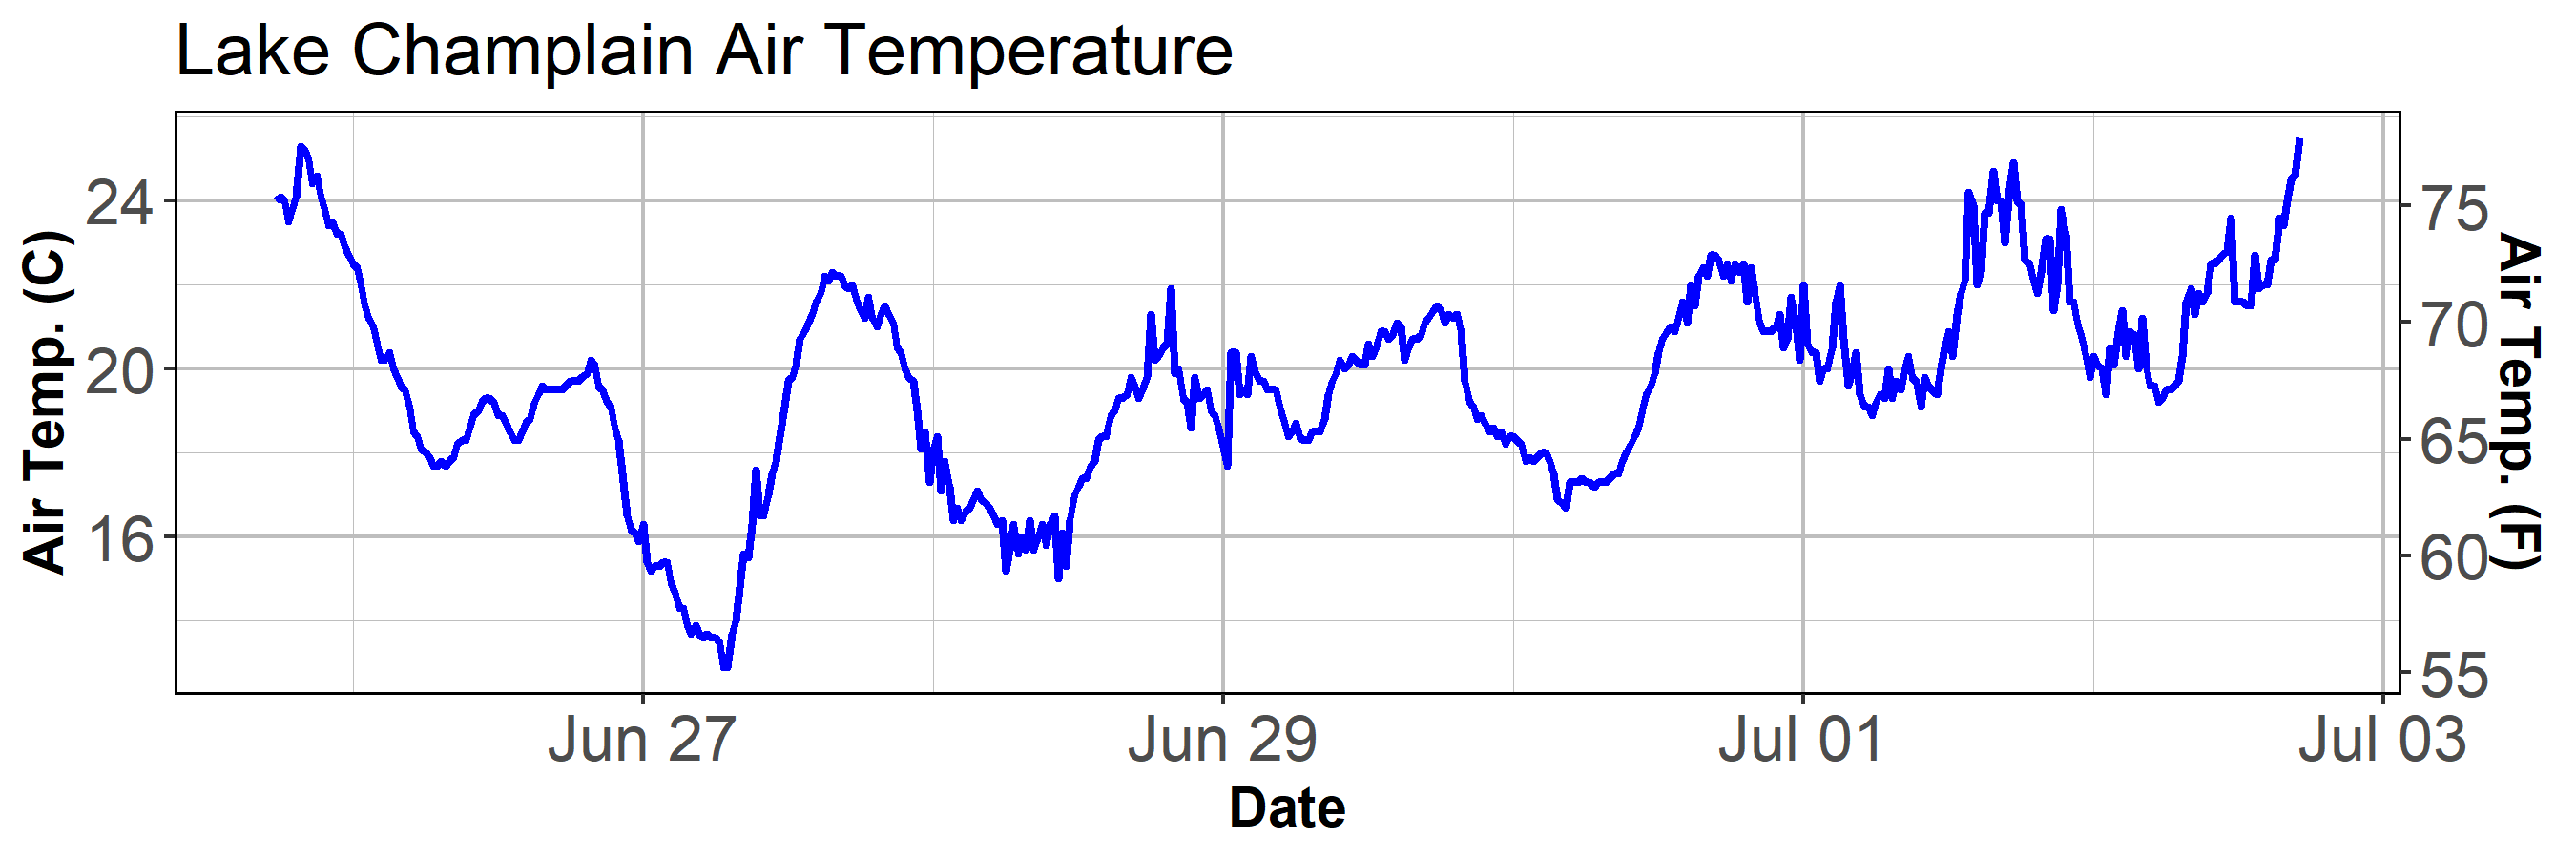 Lake Champlain Air Temperature
Air Temp. (C)
24
20
16
75
70
65
60
55
Air Temp. (F)
Jun 27
Jun 29
Jul 01
Jul 03
Date